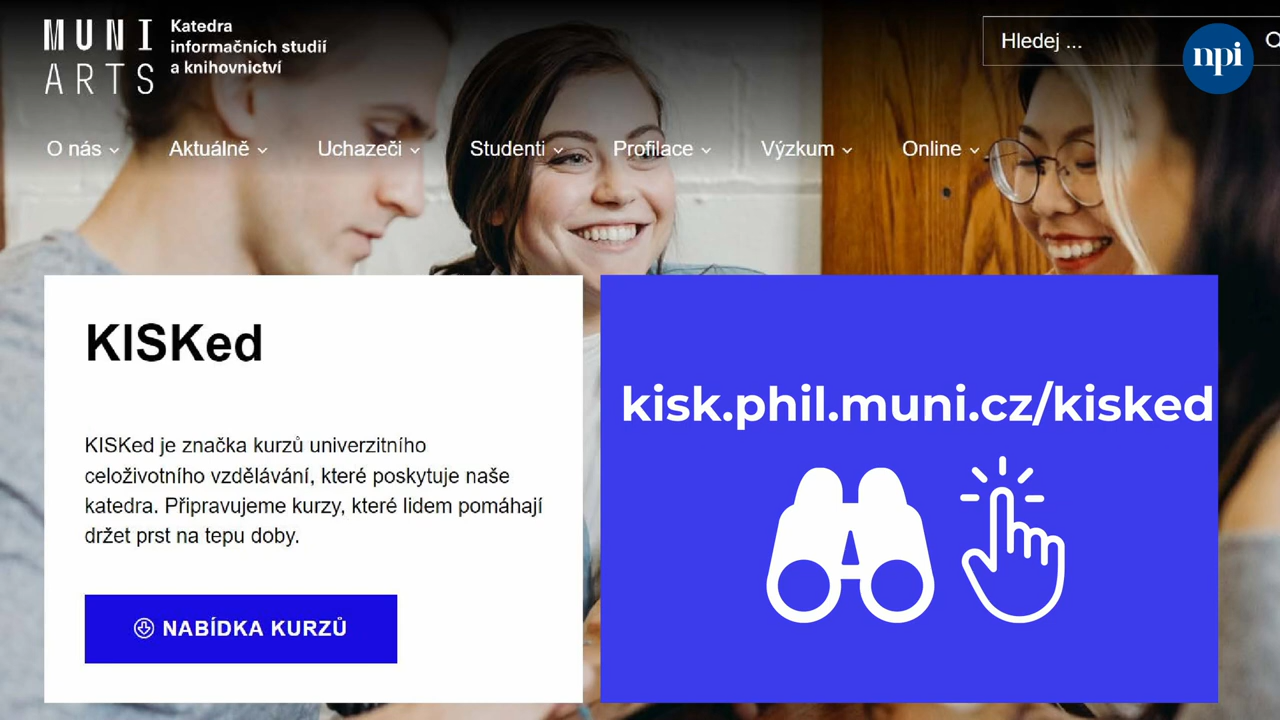 MUNI
ARTS
Katedra
informačních studií
a knihovnictví
Hledej ...
npi
O nás
Aktuálně
Uchazeči
Studenti
Profilace
Výzkum
Online
KISKed
KISKed je značka kurzů univerzitního
celoživotního vzdělávání, které poskytuje naše
katedra. Připravujeme kurzy, které lidem pomáhají
držet prst na tepu doby.
NABÍDKA KURZŮ
kisk.phil.muni.cz/kisked